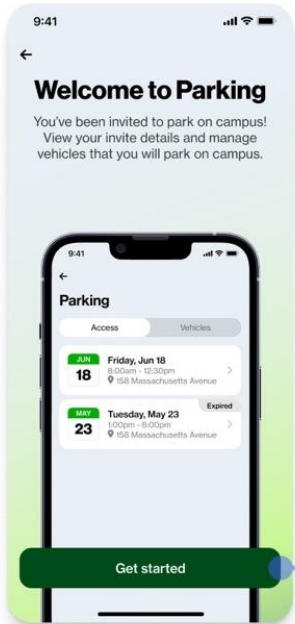 9:41
Welcome to Parking
You've been invited to park on campus!
View your invite details and manage
vehicles that you will park on campus.
9:41
Parking
Access Vehicles
JUN
18
Friday, Jun 18
8:00am - 12:30pm
158 Massachusetts Avenue
Expired
MAY
23
Tuesday, May 23
1:00pm - 8:00pm
158 Massachusetts Avenue
Get started